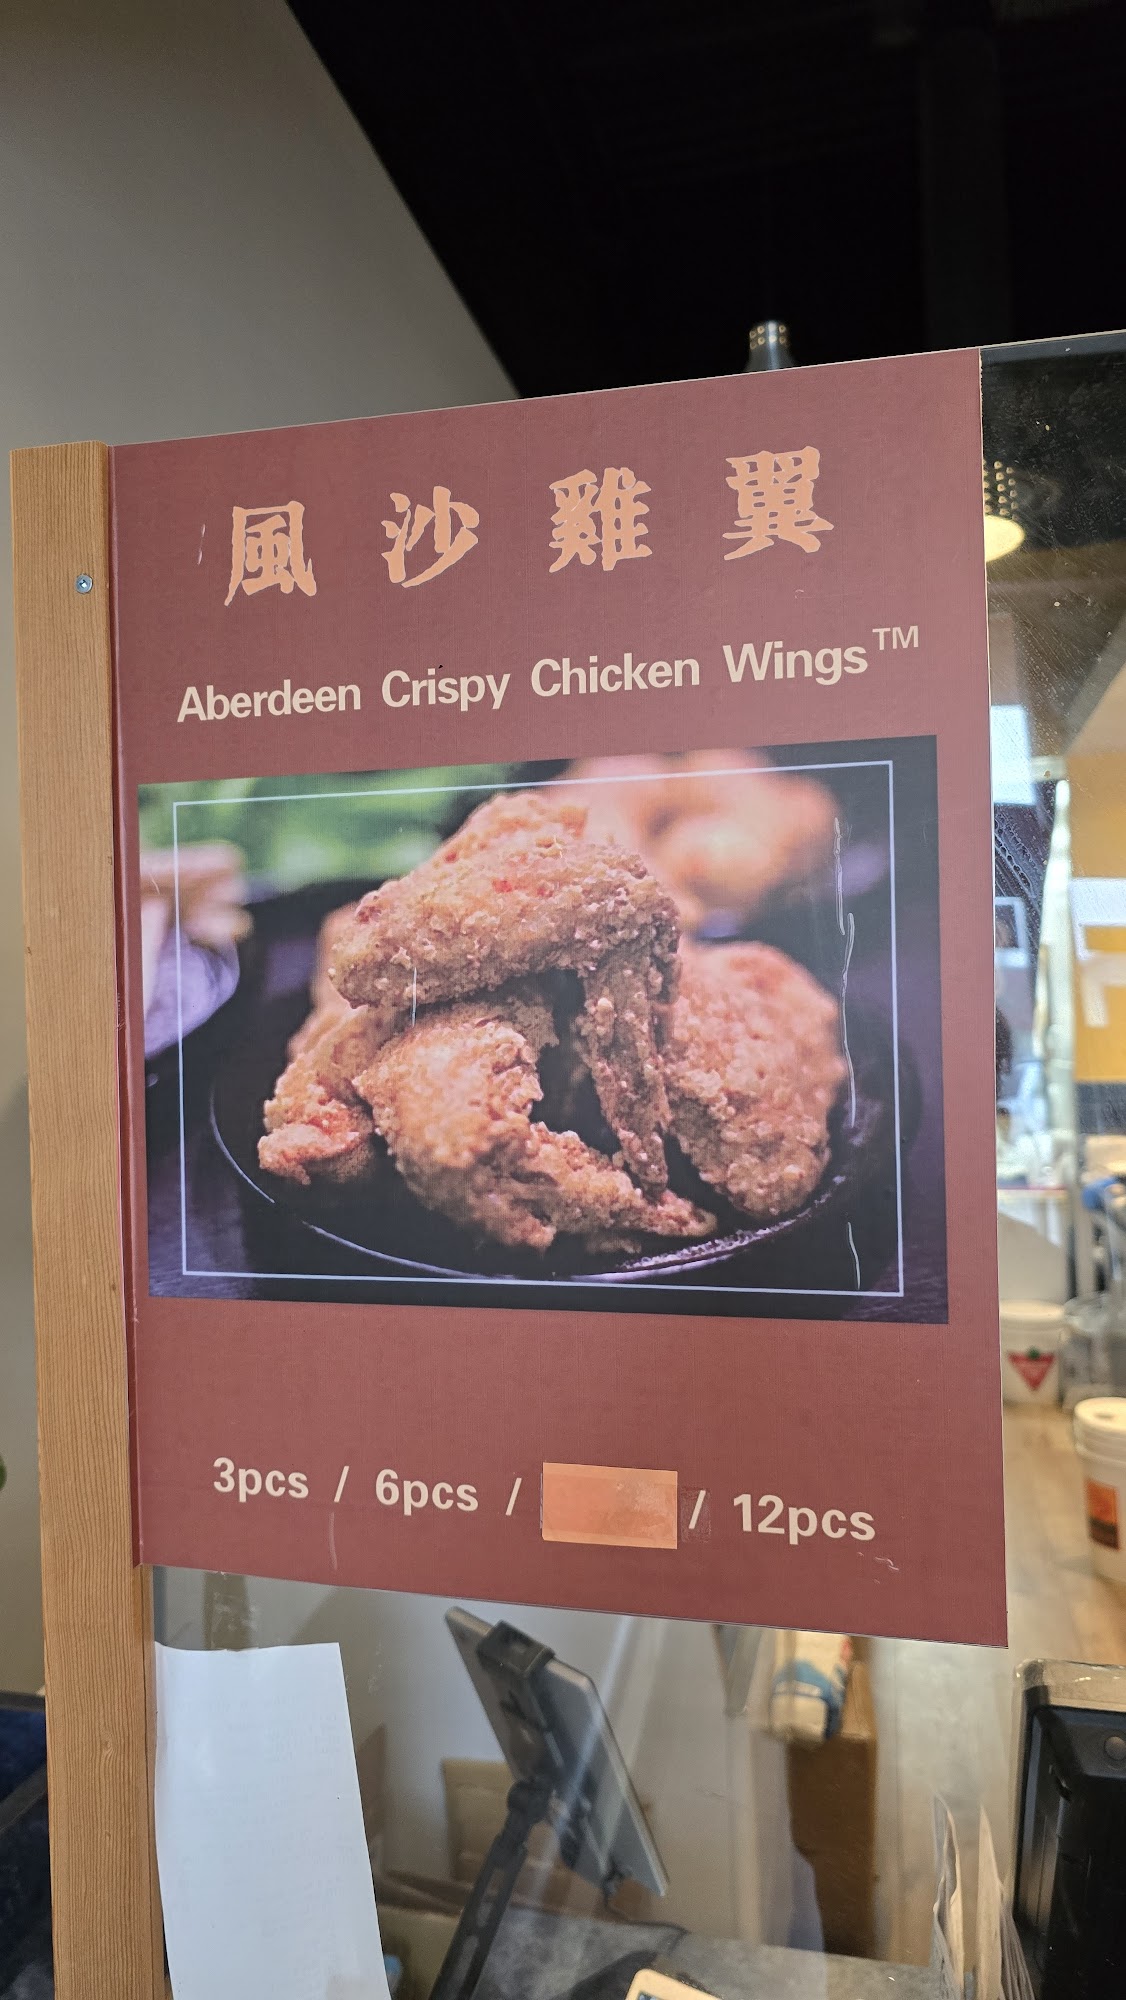 風沙雞翼
Aberdeen Crispy Chicken Wings™
3pcs / 6pcs / / 12pcs